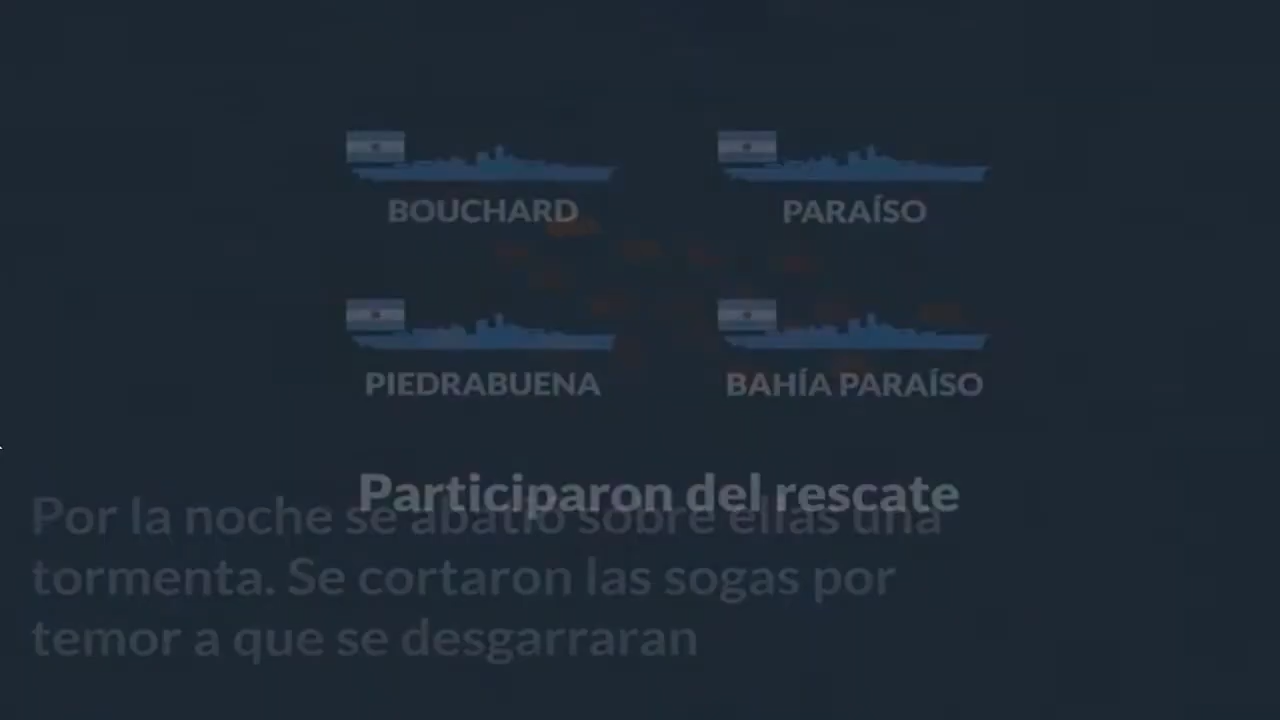 BOUCHARD
PARAÍSO
PIEDRABUENA
BAHÍA PARAÍSO
Participaron del rescate
Por la noche se abatió sobre ellas una
tormenta. Se cortaron las sogas por
temor a que se desgarraran